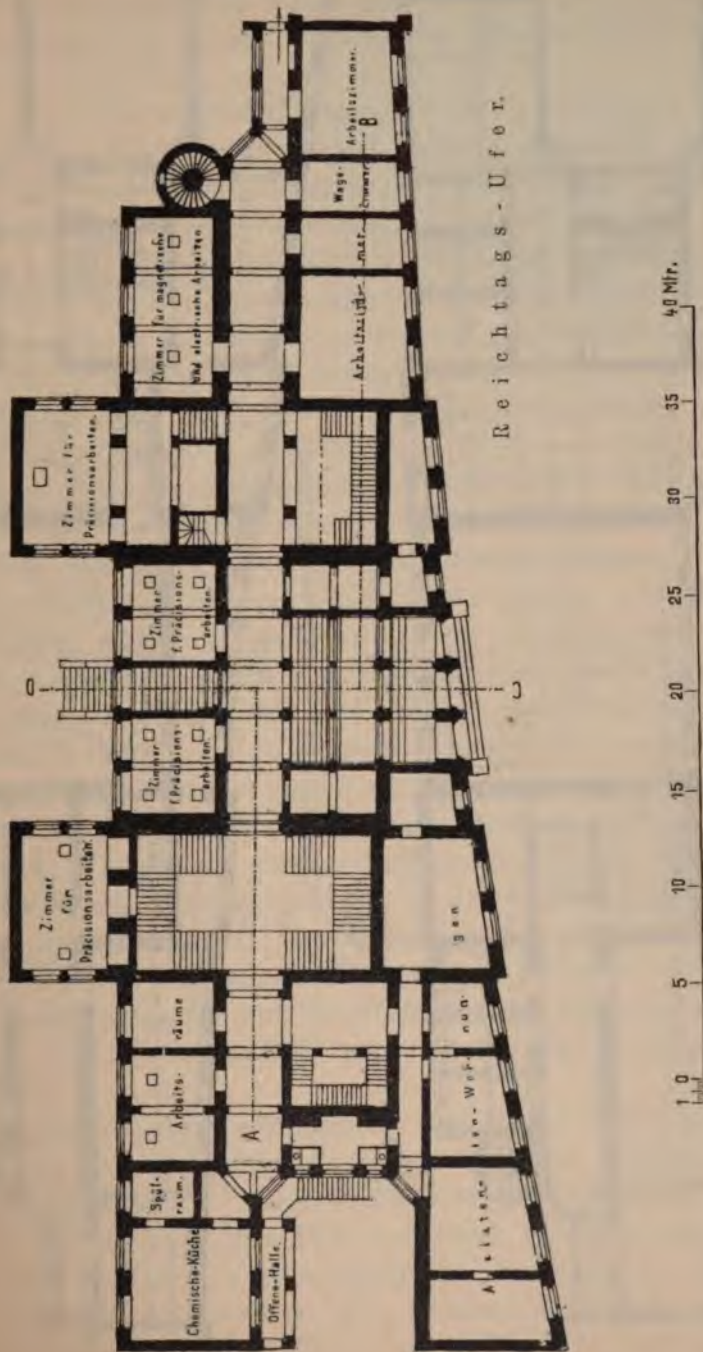 Arbeitszimmer.
B
Wage-
zimmer
Arbeitszim-
mer
Reichtags-Ufer.
Zimmer für magnetische
und electrische Arbeiten
Zimmer für
Präcisionsarbeiten.
Zimmer
f. Präcisions-
arbeiten
D
C
Zimmer
f. Präcisions-
arbeiten
Zimmer
für
Präcisionsarbeiten.
Arbeits-
räume
A
Spül-
raum.
Chemische-Küche
Offene-Halle.
Assistenten-Wohnungen
1 0 5 10 15 20 25 30 35 40 Mtr.